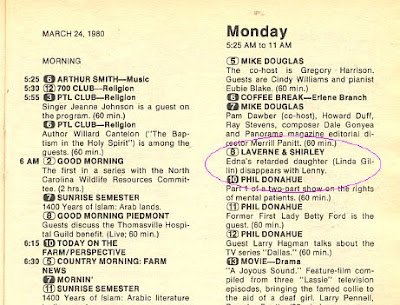 MARCH 24, 1980
MORNING
5:25 6 ARTHUR SMITH—Music
5:30 12 700 CLUB—Religion
5:55 3 PTL CLUB—Religion
Singer Jeanne Johnson is a guest on
the program. (60 min.)
6 PTL CLUB—Religion
Author Willard Cantelon ("The Bap-
tism in the Holy Spirit") is among the
guests. (60 min.)
6 AM 2 GOOD MORNING
The first in a series with the North
Carolina Wildlife Resources Commit-
tee. (2 hrs.)
7 SUNRISE SEMESTER
1400 Years of Islam: Arab lands.
8 GOOD MORNING PIEDMONT
Guests discuss the Thomasville Hospi-
tal Guild benefit. (Live; 60 min.)
6:15 10 TODAY ON THE
FARM/PERSPECTIVE
6:30 5 COUNTRY MORNING: FARM
NEWS
7 MORNIN'
11 SUNRISE SEMESTER
1400 Years of Islam: Arabic literature
Monday
5:25 AM to 11 AM
5 MIKE DOUGLAS
The co-host is Gregory Harrison.
Guests are Cindy Williams and pianist
Eubie Blake. (60 min.)
6 COFFEE BREAK—Erlene Branch
7 MIKE DOUGLAS
Pam Dawber (co-host), Howard Duff,
Ray Stevens, composer Dale Gonyea
and Panorama magazine editorial di-
rector Merrill Panitt. (60 min.)
8 LAVERNE & SHIRLEY
Edna's retarded daughter (Linda Gil-
lin) disappears with Lenny.
10 PHIL DONAHUE
Part 1 of a two-part show on the rights
of mental patients. (60 min.)
11 PHIL DONAHUE
Former First Lady Betty Ford is the
guest. (60 min.)
12 PHIL DONAHUE
Guest Larry Hagman talks about the
TV series "Dallas." (60 min.)
13 MOVIE—Drama
"A Joyous Sound." Feature-film com-
piled from three "Lassie" television
episodes, bringing the famed collie to
the aid of a deaf girl. Larry Pennell,